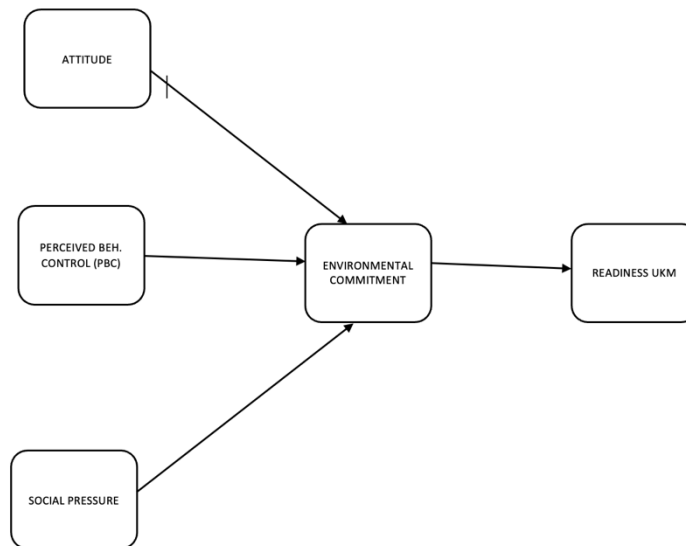 ATTITUDE
PERCEIVED BEH.
CONTROL (PBC)
ENVIRONMENTAL
COMMITMENT
READINESS UKM
SOCIAL PRESSURE